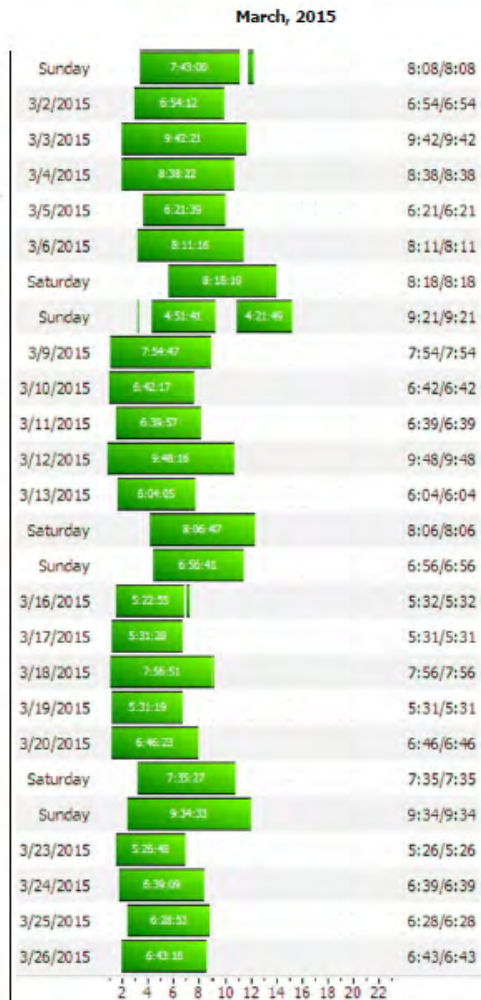 March, 2015
Sunday 7:43:00 8:08/8:08
3/2/2015 6:54:12 6:54/6:54
3/3/2015 9:42:21 9:42/9:42
3/4/2015 8:38:22 8:38/8:38
3/5/2015 6:21:39 6:21/6:21
3/6/2015 8:11:16 8:11/8:11
Saturday 8:18:19 8:18/8:18
Sunday 4:51:41 4:21:49 9:21/9:21
3/9/2015 7:54:47 7:54/7:54
3/10/2015 6:42:17 6:42/6:42
3/11/2015 6:39:57 6:39/6:39
3/12/2015 9:48:16 9:48/9:48
3/13/2015 6:04:05 6:04/6:04
Saturday 8:06:47 8:06/8:06
Sunday 6:56:41 6:56/6:56
3/16/2015 5:22:55 5:32/5:32
3/17/2015 5:31:28 5:31/5:31
3/18/2015 7:56:51 7:56/7:56
3/19/2015 5:31:19 5:31/5:31
3/20/2015 6:46:23 6:46/6:46
Saturday 7:35:27 7:35/7:35
Sunday 9:34:33 9:34/9:34
3/23/2015 5:26:48 5:26/5:26
3/24/2015 6:39:09 6:39/6:39
3/25/2015 6:28:53 6:28/6:28
3/26/2015 6:43:16 6:43/6:43
2 4 6 8 10 12 14 16 18 20 22